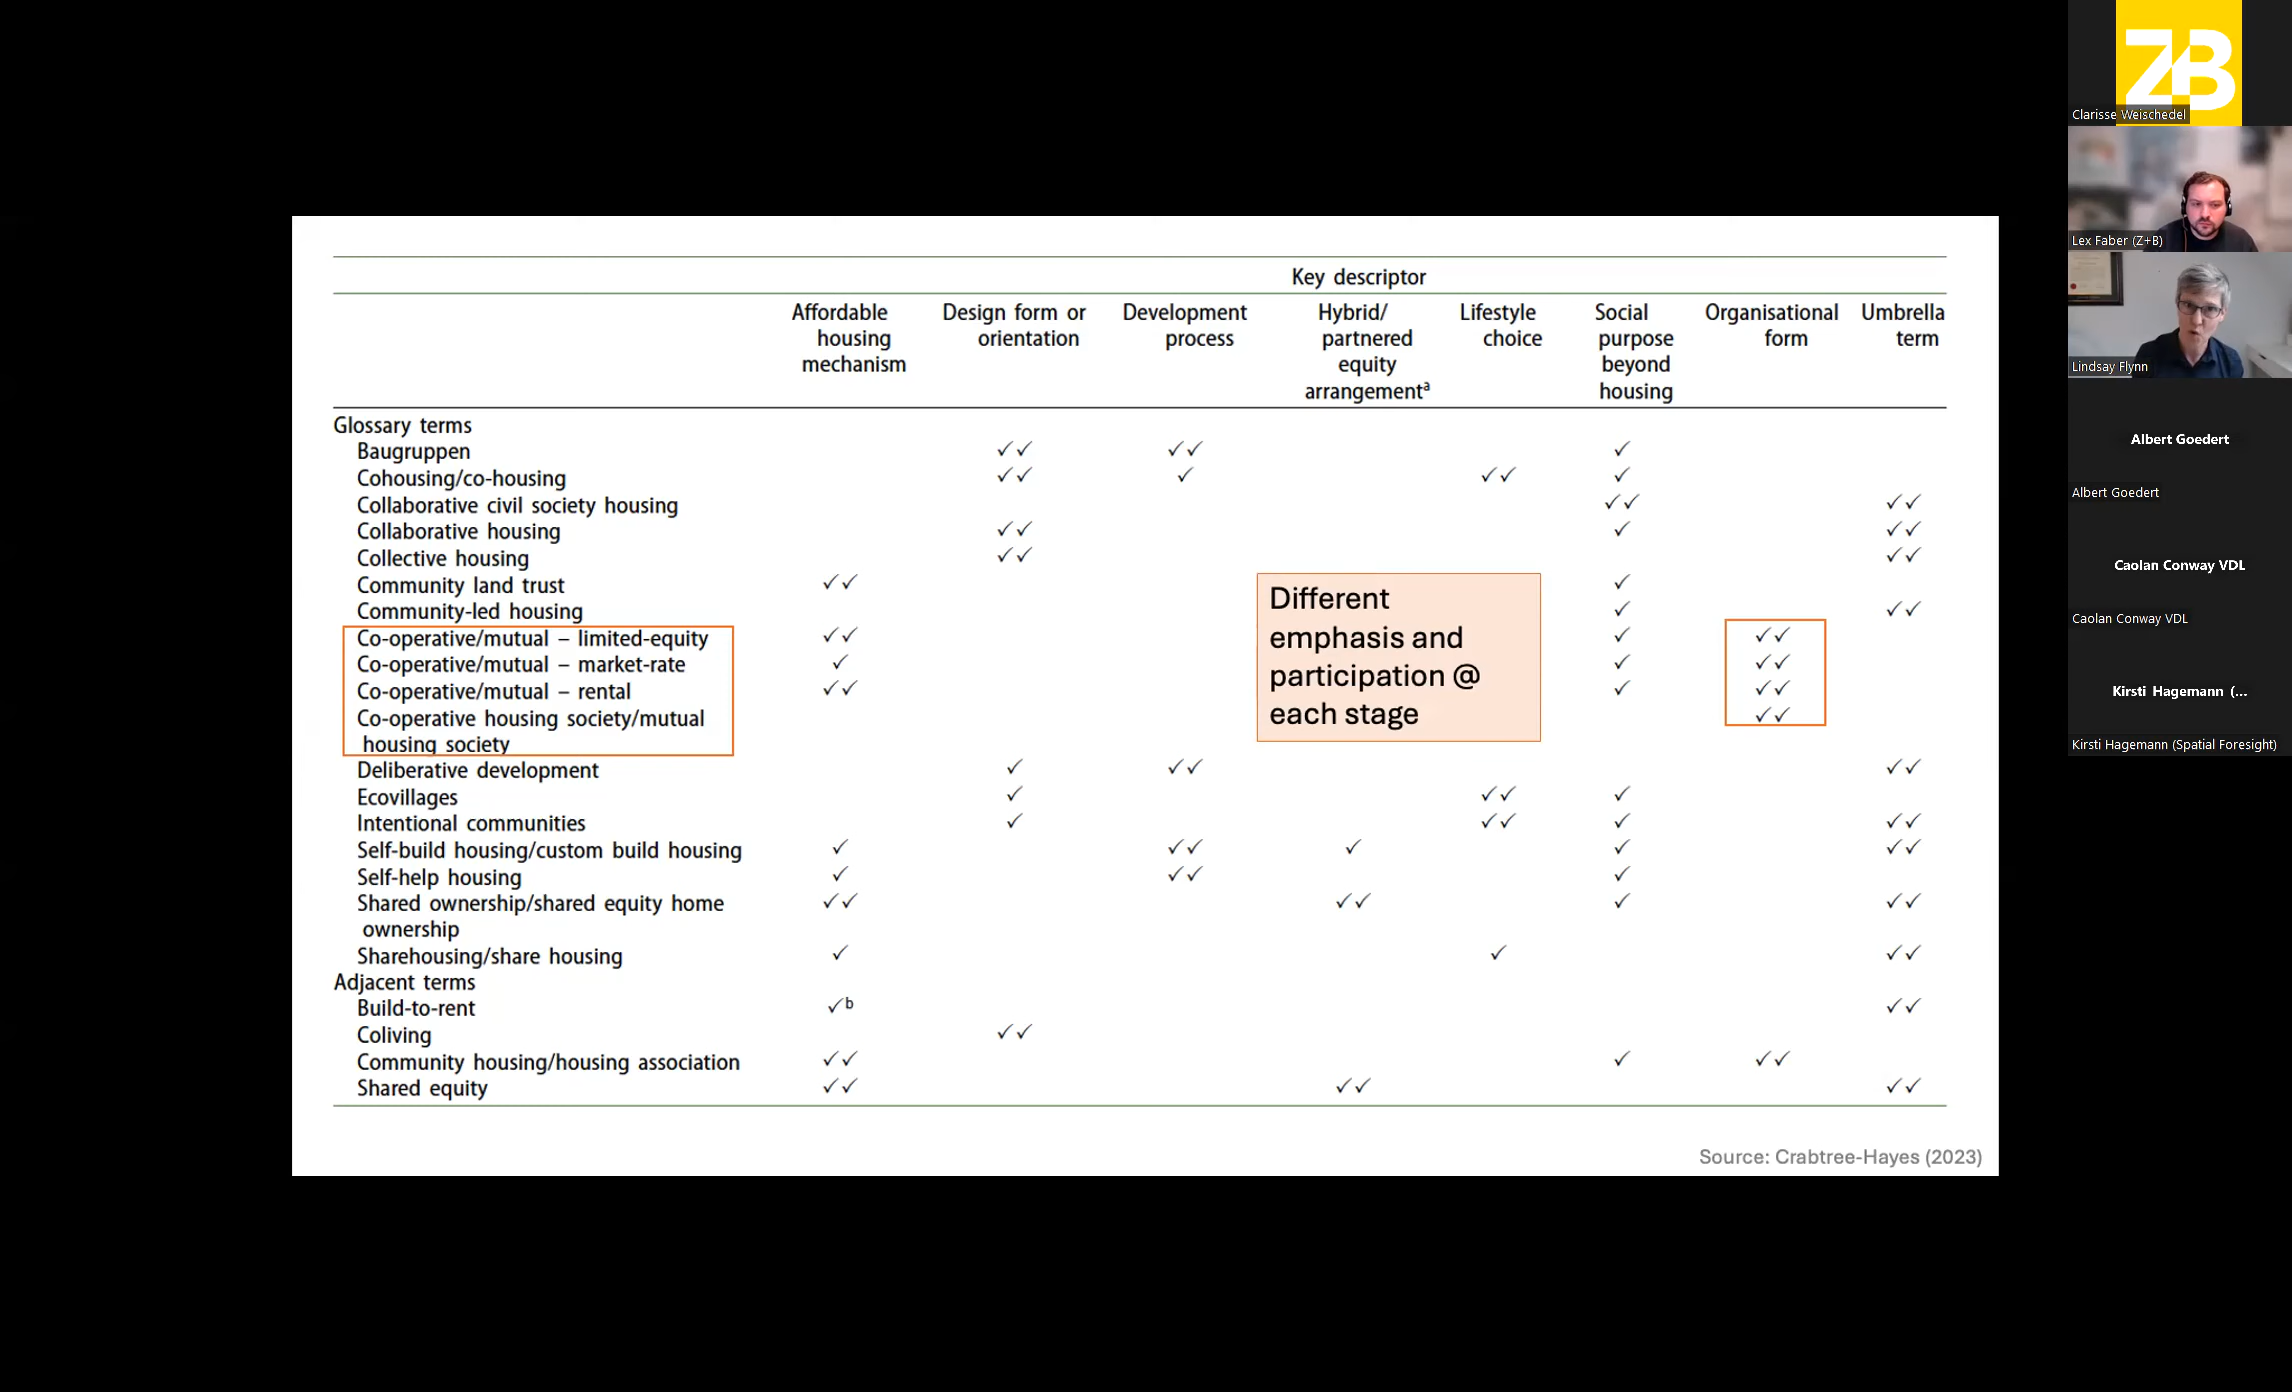 Key descriptor
Affordable housing mechanism
Design form or orientation
Development process
Hybrid/ partnered equity arrangementᵃ
Lifestyle choice
Social purpose beyond housing
Organisational form
Umbrella term
Glossary terms
Baugruppen ✓✓ ✓✓ ✓
Cohousing/co-housing ✓✓ ✓ ✓✓ ✓
Collaborative civil society housing ✓✓ ✓✓
Collaborative housing ✓✓ ✓ ✓✓
Collective housing ✓✓ ✓✓
Community land trust ✓✓ ✓
Community-led housing ✓ ✓✓
Co-operative/mutual – limited-equity ✓✓ ✓ ✓✓
Co-operative/mutual – market-rate ✓ ✓ ✓✓
Co-operative/mutual – rental ✓✓ ✓ ✓✓
Co-operative housing society/mutual ✓✓
housing society
Deliberative development ✓ ✓✓ ✓✓
Ecovillages ✓ ✓✓ ✓
Intentional communities ✓ ✓✓ ✓ ✓✓
Self-build housing/custom build housing ✓ ✓✓ ✓ ✓ ✓✓
Self-help housing ✓ ✓✓ ✓
Shared ownership/shared equity home ✓✓ ✓✓ ✓ ✓✓
ownership
Sharehousing/share housing ✓ ✓ ✓✓
Adjacent terms
Build-to-rent ✓ᵇ ✓✓
Coliving ✓✓
Community housing/housing association ✓✓ ✓ ✓✓
Shared equity ✓✓ ✓✓ ✓✓
Different
emphasis and
participation @
each stage
Source: Crabtree-Hayes (2023)
ZB
Clarisse Weischedel
Lex Faber (Z+B)
Lindsay Flynn
Albert Goedert
Albert Goedert
Caolan Conway VDL
Caolan Conway VDL
Kirsti Hagemann (...
Kirsti Hagemann (Spatial Foresight)